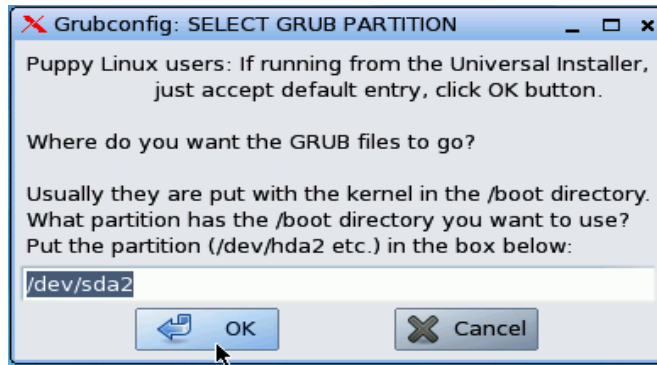 Grubconfig: SELECT GRUB PARTITION
Puppy Linux users: If running from the Universal Installer,
just accept default entry, click OK button.
Where do you want the GRUB files to go?
Usually they are put with the kernel in the /boot directory.
What partition has the /boot directory you want to use?
Put the partition (/dev/hda2 etc.) in the box below:
/dev/sda2
OK
Cancel